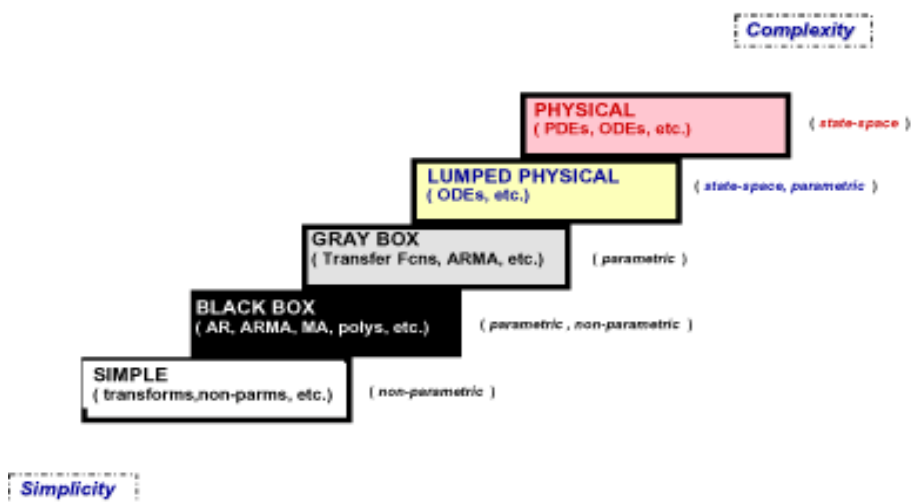 Complexity
PHYSICAL
( PDEs, ODEs, etc.)
( state-space )
LUMPED PHYSICAL
( ODEs, etc.)
( state-space, parametric )
GRAY BOX
( Transfer Fcns, ARMA, etc.)
( parametric )
BLACK BOX
( AR, ARMA, MA, polys, etc.)
( parametric , non-parametric )
SIMPLE
( transforms,non-parms, etc.)
( non-parametric )
Simplicity